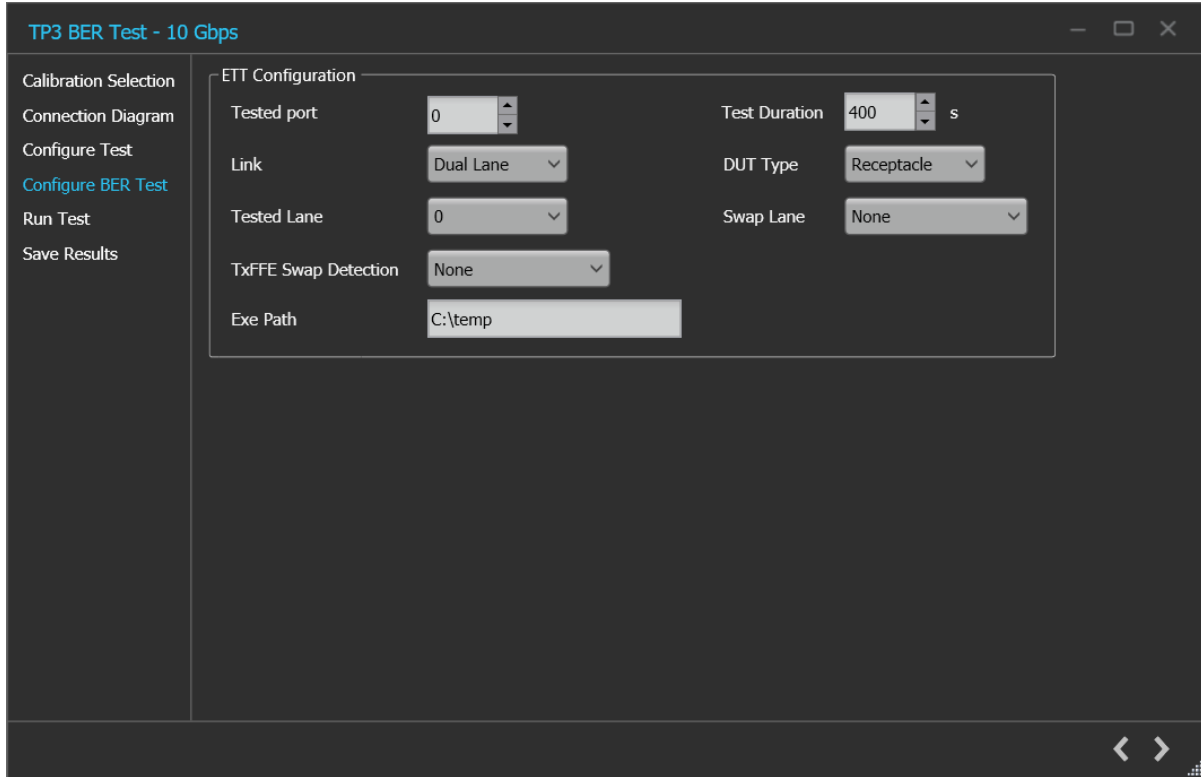 TP3 BER Test - 10 Gbps
Calibration Selection
Connection Diagram
Configure Test
Configure BER Test
Run Test
Save Results
ETT Configuration
Tested port 0 Test Duration 400 s
Link Dual Lane DUT Type Receptacle
Tested Lane 0 Swap Lane None
TxFFE Swap Detection None
Exe Path C:\temp